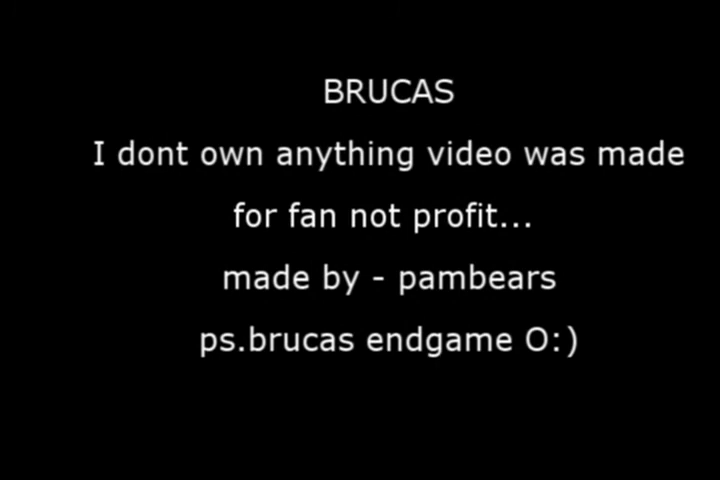 BRUCAS
I dont own anything video was made
for fan not profit...
made by - pambears
ps.brucas endgame O:)